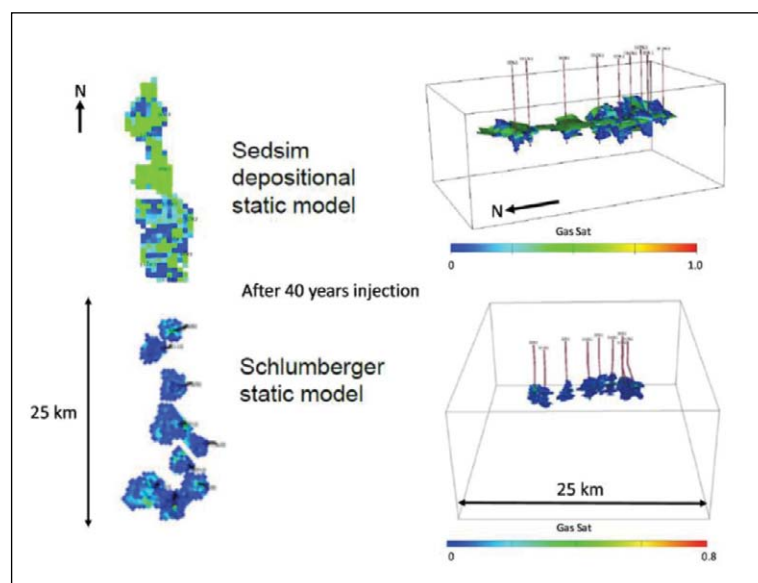 N
Sedsim
depositional
static model
N
Gas Sat
0
1.0
After 40 years injection
Schlumberger
static model
25 km
25 km
Gas Sat
0
0.8